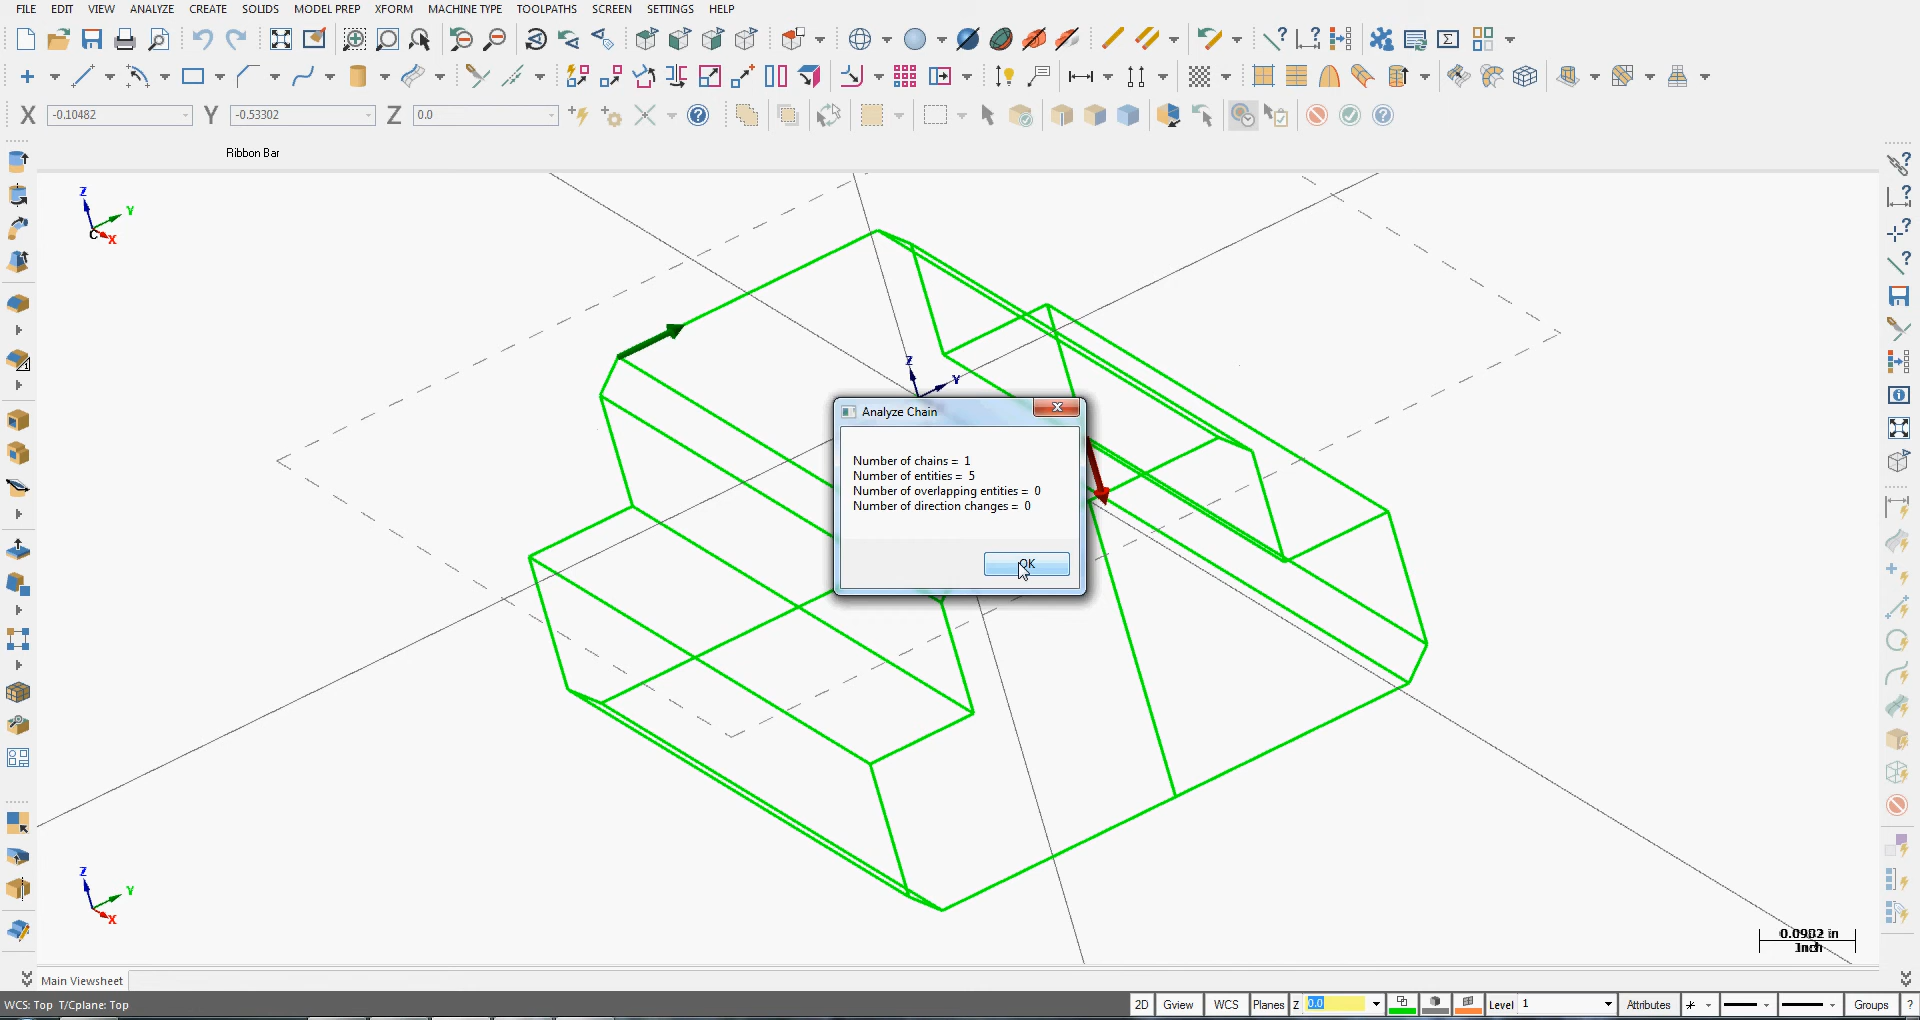 FILE EDIT VIEW ANALYZE CREATE SOLIDS MODEL PREP XFORM MACHINE TYPE TOOLPATHS SCREEN SETTINGS HELP
X -0.10482 Y -0.53302 Z 0.0
Ribbon Bar
Z
Y
C X
Z
Y
Analyze Chain
Number of chains = 1
Number of entities = 5
Number of overlapping entities = 0
Number of direction changes = 0
OK
Z
Y
X
0.0902 in
Inch
Main Viewsheet
WCS: Top T/Cplane: Top 2D Gview WCS Planes Z 0.0 Level 1 Attributes Groups ?